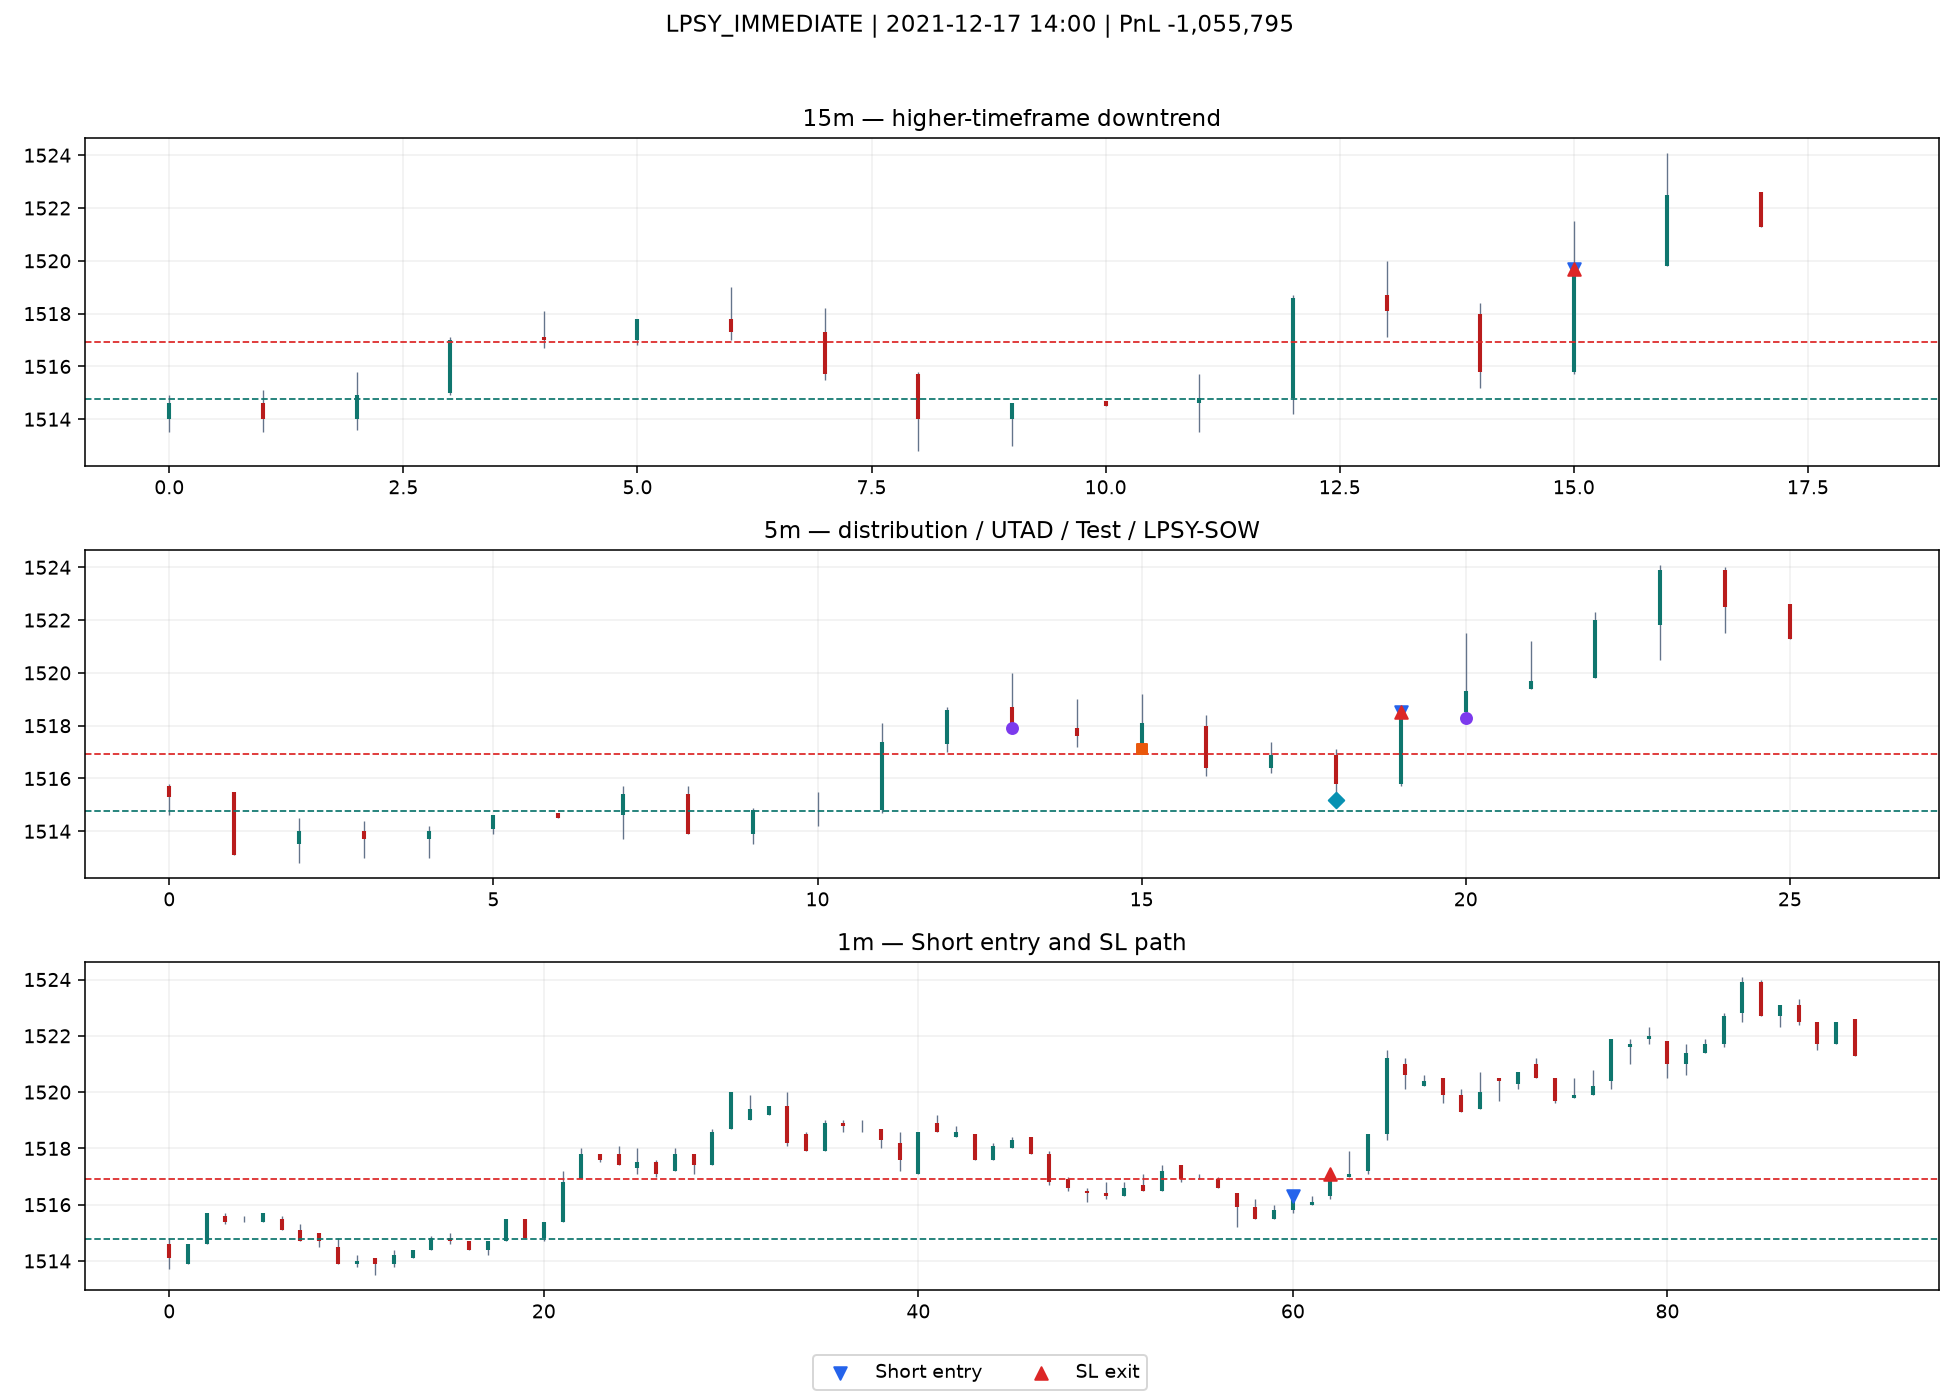 LPSY_IMMEDIATE | 2021-12-17 14:00 | PnL -1,055,795
15m — higher-timeframe downtrend
1524
1522
1520
1518
1516
1514
0.0 2.5 5.0 7.5 10.0 12.5 15.0 17.5
5m — distribution / UTAD / Test / LPSY-SOW
1524
1522
1520
1518
1516
1514
0 5 10 15 20 25
1m — Short entry and SL path
1524
1522
1520
1518
1516
1514
0 20 40 60 80
Short entry SL exit